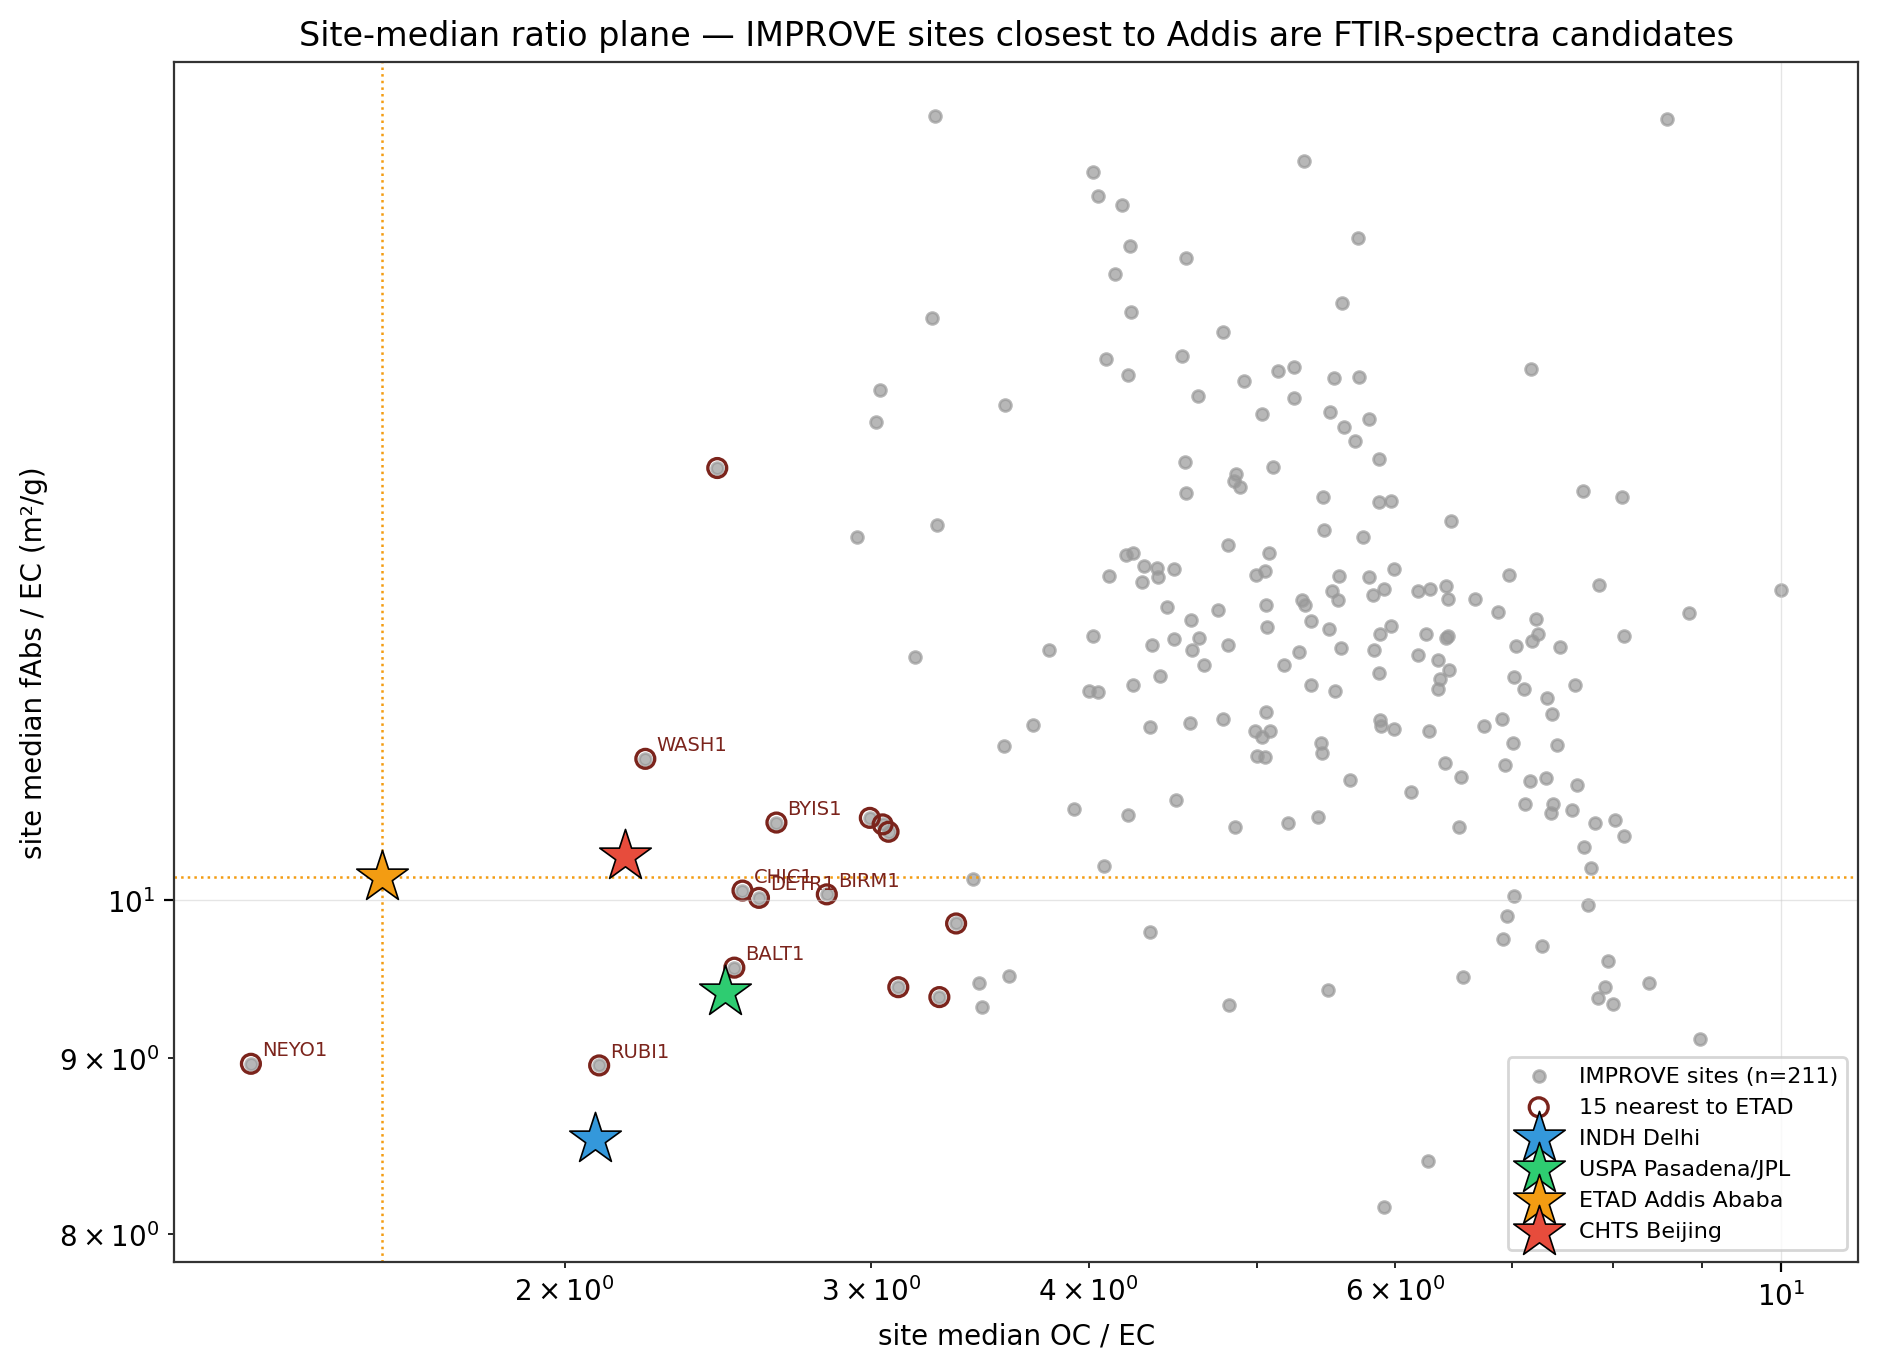 Site-median ratio plane — IMPROVE sites closest to Addis are FTIR-spectra candidates
site median fAbs / EC (m²/g)
10¹
9 × 10⁰
8 × 10⁰
WASH1
BYIS1
CHIC1
DETR1
BIRM1
BALT1
NEYO1
RUBI1
IMPROVE sites (n=211)
15 nearest to ETAD
INDH Delhi
USPA Pasadena/JPL
ETAD Addis Ababa
CHTS Beijing
2 × 10⁰
3 × 10⁰
4 × 10⁰
6 × 10⁰
10¹
site median OC / EC